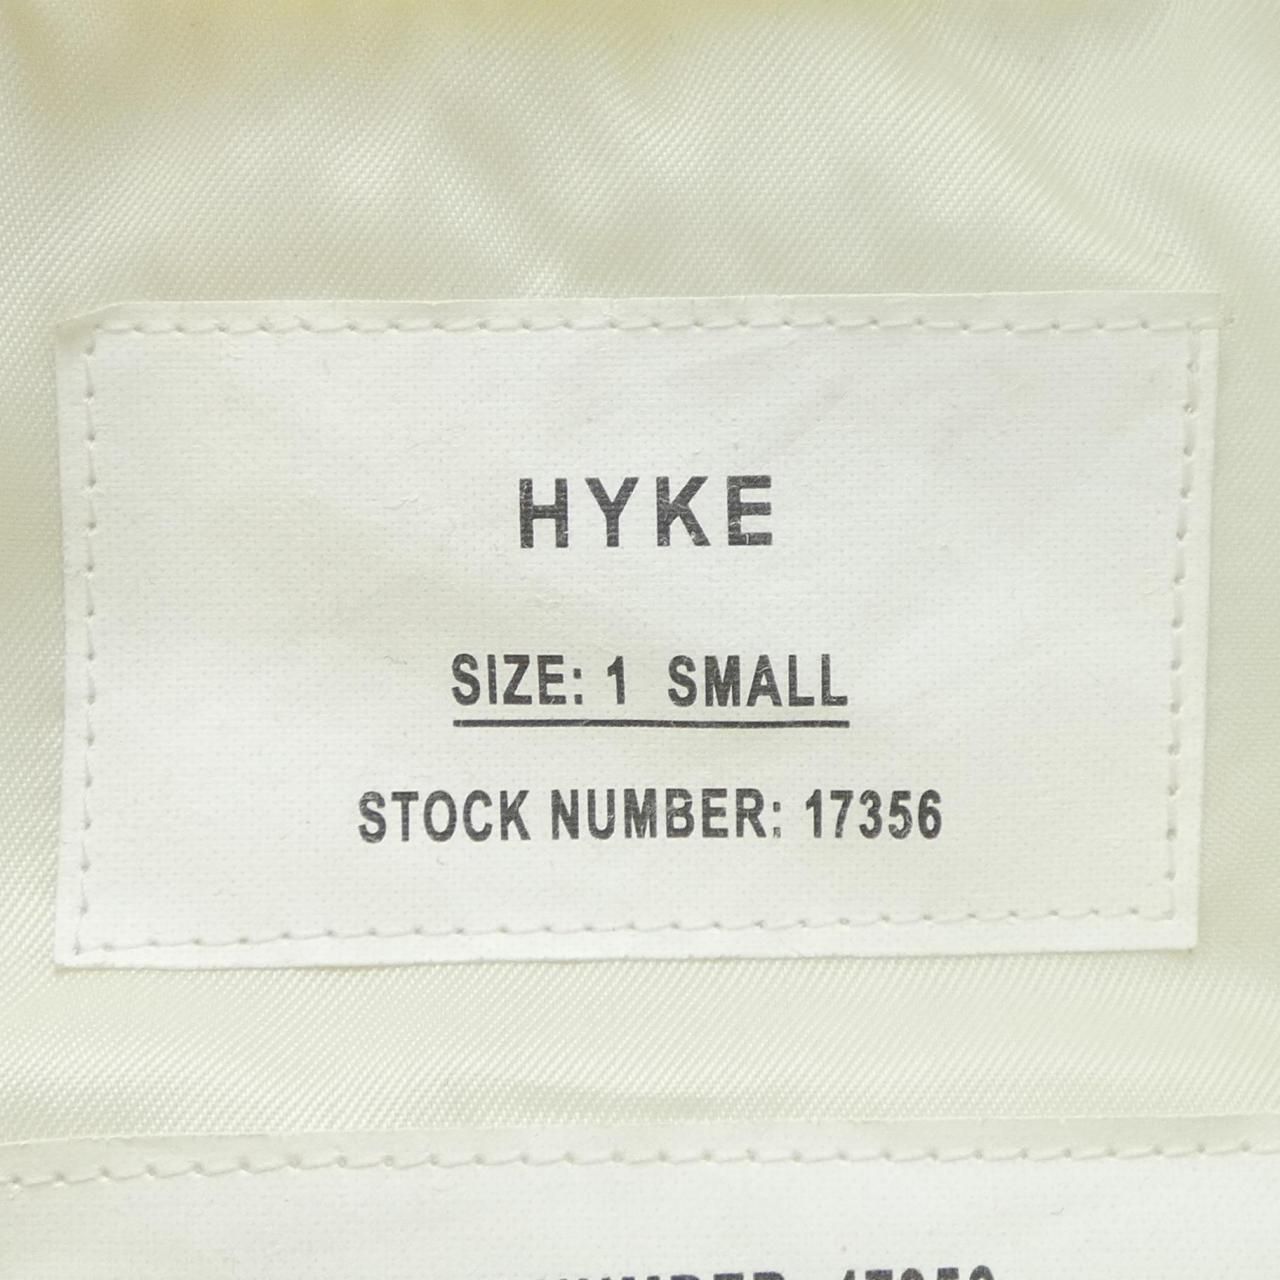 HYKE
SIZE: 1 SMALL
STOCK NUMBER: 17356